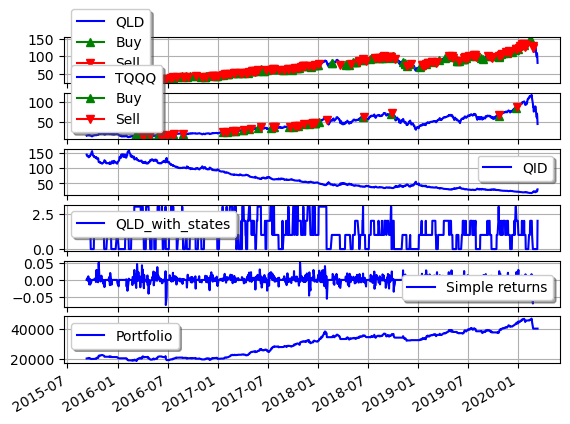 QLD
Buy
Sell
150
100
50
TQQQ
Buy
Sell
100
50
150
100
50
QID
2.5
0.0
QLD_with_states
0.05
0.00
−0.05
Simple returns
40000
20000
Portfolio
2015-07
2016-01
2016-07
2017-01
2017-07
2018-01
2018-07
2019-01
2019-07
2020-01